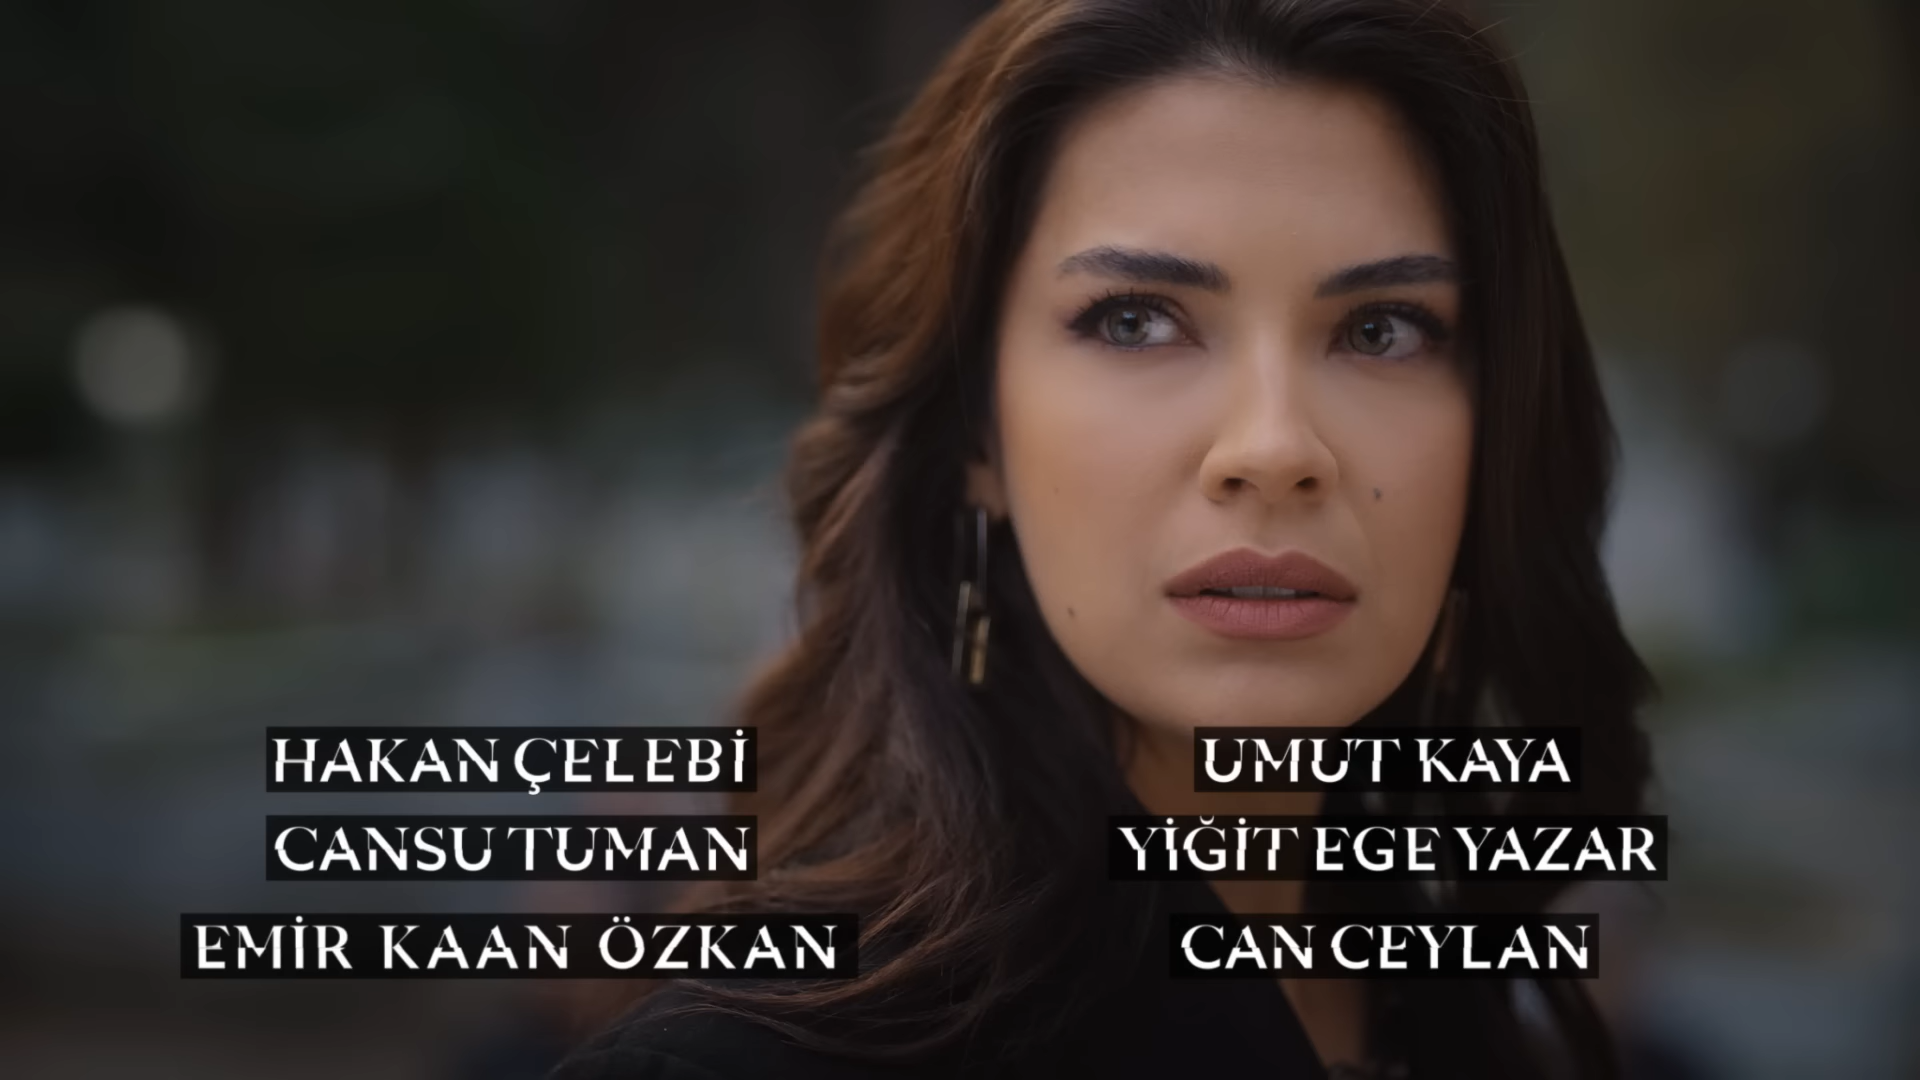 HAKAN ÇELEBİ
CANSU TUMAN
EMİR KAAN ÖZKAN
UMUT KAYA
YİĞİT EGE YAZAR
CAN CEYLAN